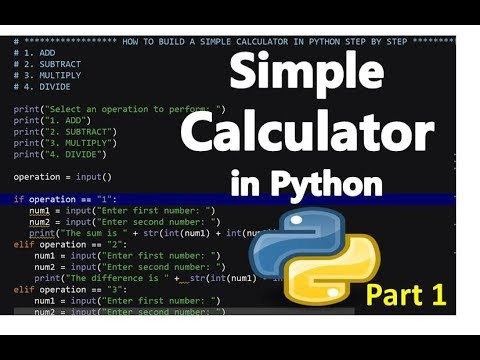 # ******************** HOW TO BUILD A SIMPLE CALCULATOR IN PYTHON STEP BY STEP *********
# 1. ADD
# 2. SUBTRACT
# 3. MULTIPLY
# 4. DIVIDE
print("Select an operation to perform: ")
print("1. ADD")
print("2. SUBTRACT")
print("3. MULTIPLY")
print("4. DIVIDE")
operation = input()
if operation == "1":
num1 = input("Enter first number: ")
num2 = input("Enter second number: ")
print("The sum is " + str(int(num1) + int(num2
elif operation == "2":
num1 = input("Enter first number: ")
num2 = input("Enter second number: ")
print("The difference is " + str(int(num1)
elif operation == "3":
num1 = input("Enter first number: ")
num2 = input("Enter second number: ")
Simple
Calculator
in Python
Part 1